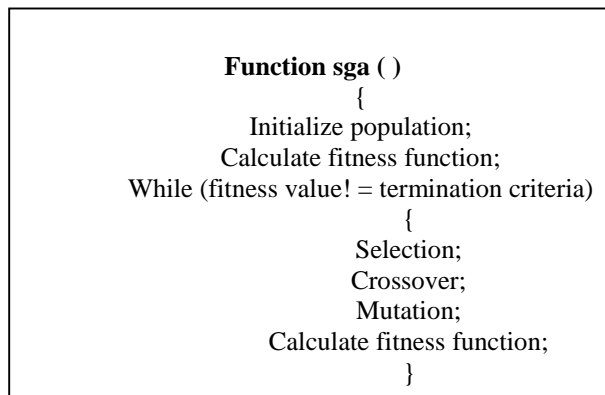 Function sga ( )
{
Initialize population;
Calculate fitness function;
While (fitness value! = termination criteria)
{
Selection;
Crossover;
Mutation;
Calculate fitness function;
}